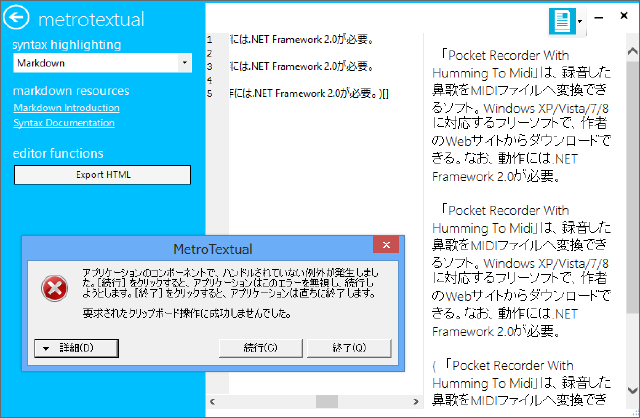 metrotextual
syntax highlighting
Markdown
markdown resources
Markdown Introduction
Syntax Documentation
editor functions
Export HTML
1 には.NET Framework 2.0が必要。
2
3 には.NET Framework 2.0が必要。
4
5 には.NET Framework 2.0が必要。)[]
「Pocket Recorder With
Humming To Midi」は、録音した
鼻歌をMIDIファイルへ変換でき
るソフト。Windows XP/Vista/7/8
に対応するフリーソフトで、作者
のWebサイトからダウンロードで
きる。なお、動作には.NET
Framework 2.0が必要。
「Pocket Recorder With
Humming To Midi」は、録音した
鼻歌をMIDIファイルへ変換でき
るソフト。Windows XP/Vista/7/8
に対応するフリーソフトで、作者
のWebサイトからダウンロードで
きる。なお、動作には.NET
Framework 2.0が必要。
(「Pocket Recorder With
Humming To Midi」は、録音した
鼻歌をMIDIファイルへ変換でき
MetroTextual
アプリケーションのコンポーネントで、ハンドルされていない例外が発生しまし
た。[続行] をクリックすると、アプリケーションはこのエラーを無視し、続行し
ようとします。[終了] をクリックすると、アプリケーションは直ちに終了します。
要求されたクリップボード操作に成功しませんでした。
詳細(D)
続行(C)
終了(Q)